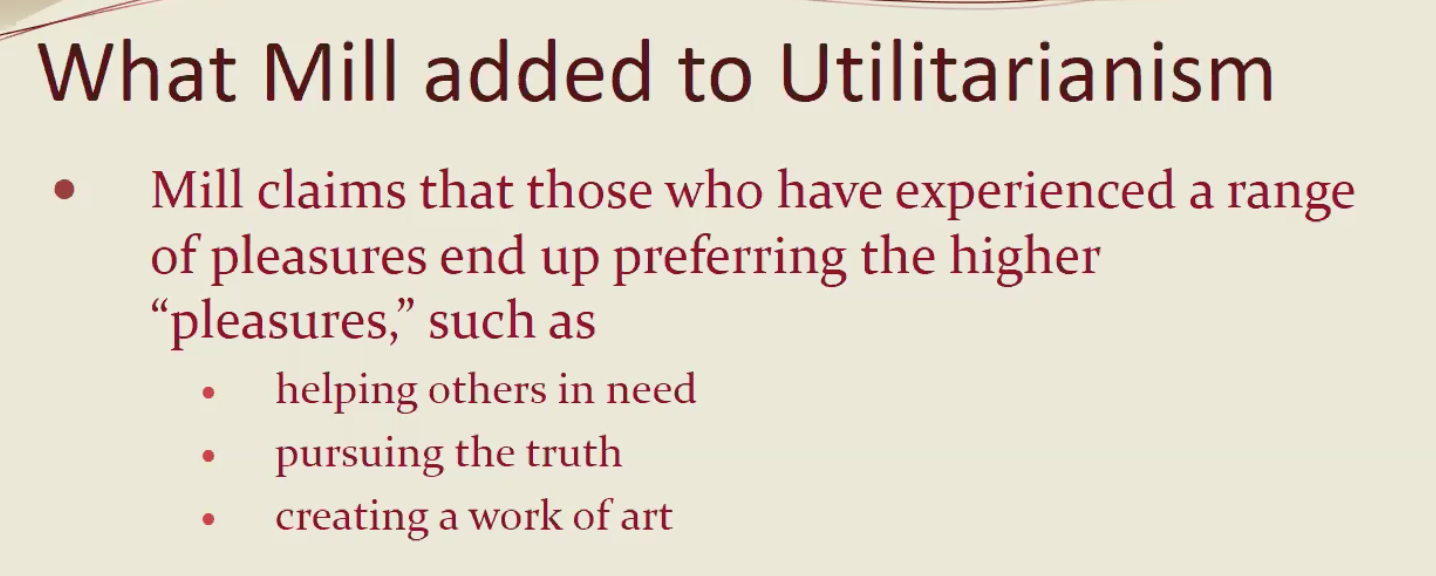 What Mill added to Utilitarianism
• Mill claims that those who have experienced a range
of pleasures end up preferring the higher
“pleasures,” such as
• helping others in need
• pursuing the truth
• creating a work of art